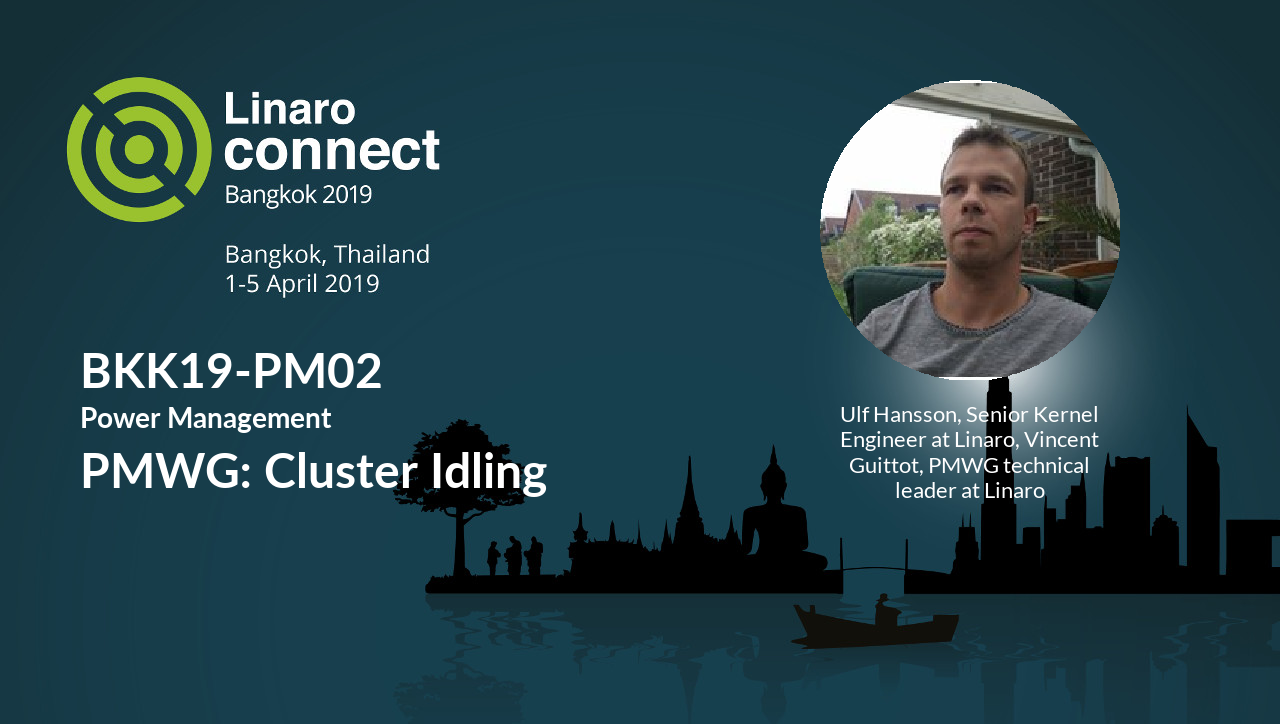 Linaro
connect
Bangkok 2019
Bangkok, Thailand
1-5 April 2019
BKK19-PM02
Power Management
PMWG: Cluster Idling
Ulf Hansson, Senior Kernel
Engineer at Linaro, Vincent
Guittot, PMWG technical
leader at Linaro